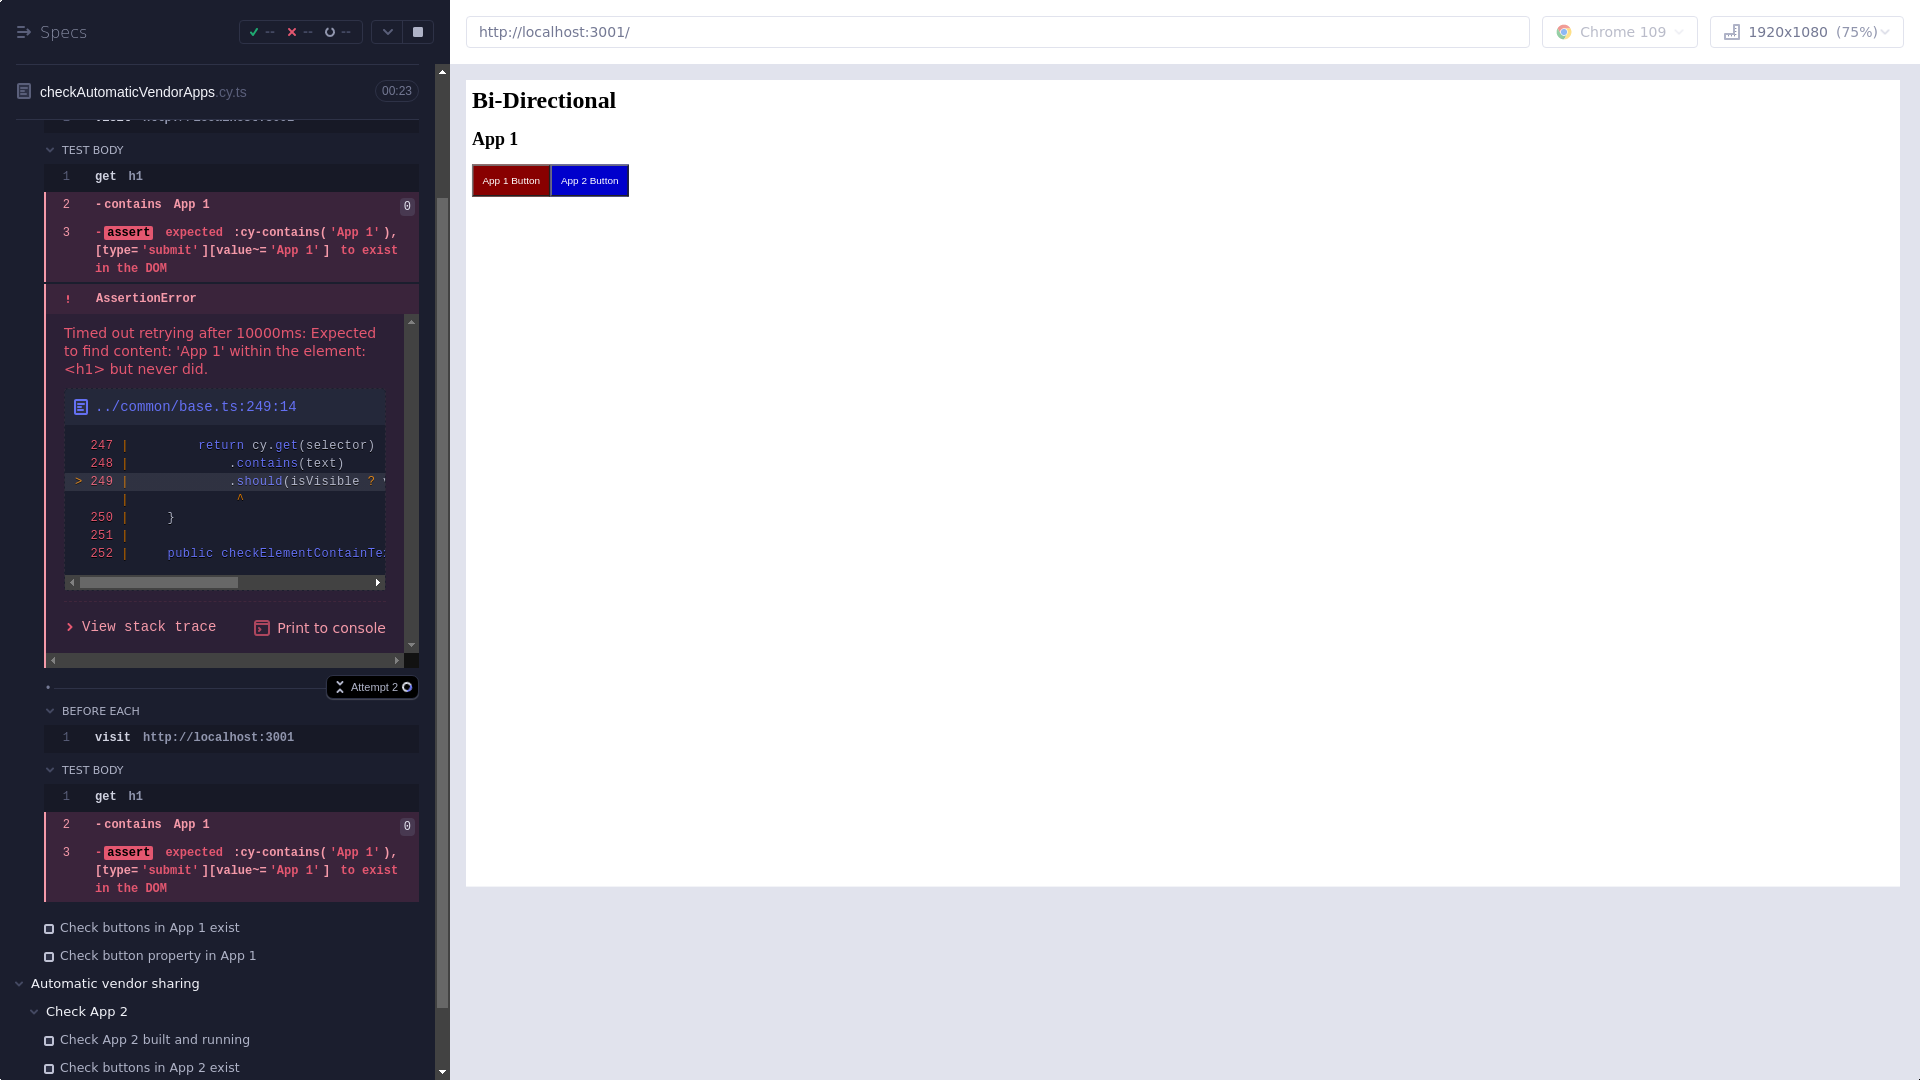 Specs
-- -- --
checkAutomaticVendorApps.cy.ts
00:23
TEST BODY
1 get h1
2 -contains App 1 0
3 -assert expected :cy-contains('App 1'),
[type='submit'][value~='App 1'] to exist
in the DOM
! AssertionError
Timed out retrying after 10000ms: Expected
to find content: 'App 1' within the element:
<h1> but never did.
../common/base.ts:249:14
247 | return cy.get(selector)
248 | .contains(text)
> 249 | .should(isVisible ?
| ^
250 | }
251 |
252 | public checkElementContainTe
View stack trace
Print to console
Attempt 2
BEFORE EACH
1 visit http://localhost:3001
TEST BODY
1 get h1
2 -contains App 1 0
3 -assert expected :cy-contains('App 1'),
[type='submit'][value~='App 1'] to exist
in the DOM
Check buttons in App 1 exist
Check button property in App 1
Automatic vendor sharing
Check App 2
Check App 2 built and running
Check buttons in App 2 exist
http://localhost:3001/
Chrome 109
1920x1080 (75%)
Bi-Directional
App 1
App 1 Button
App 2 Button